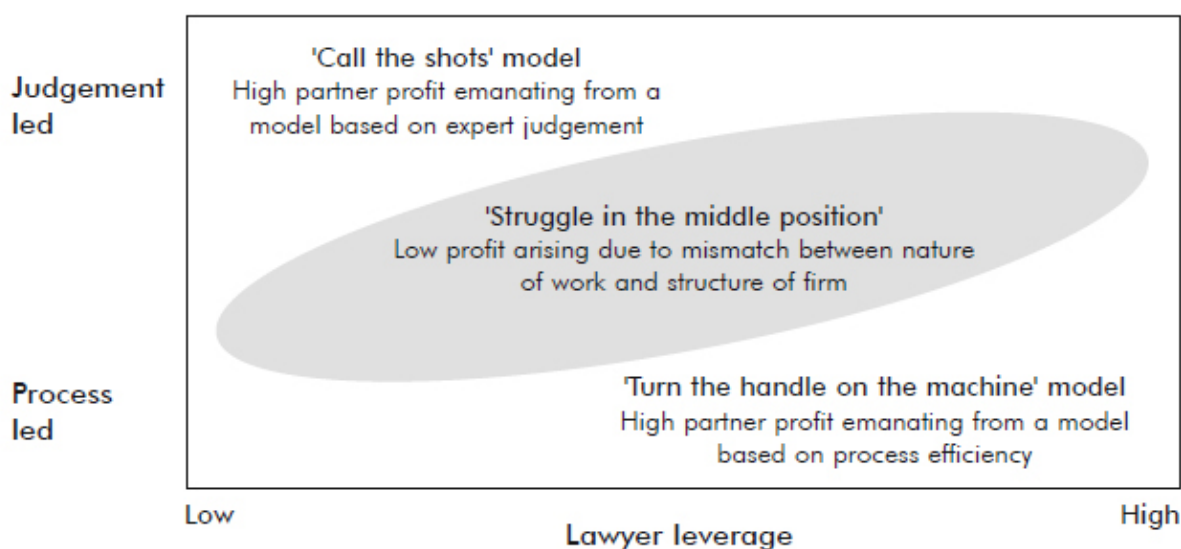 'Call the shots' model
Judgement
led
High partner profit emanating from a
model based on expert judgement
'Struggle in the middle position'
Low profit arising due to mismatch between nature
of work and structure of firm
Process
led
'Turn the handle on the machine' model
High partner profit emanating from a model
based on process efficiency
Low
High
Lawyer leverage